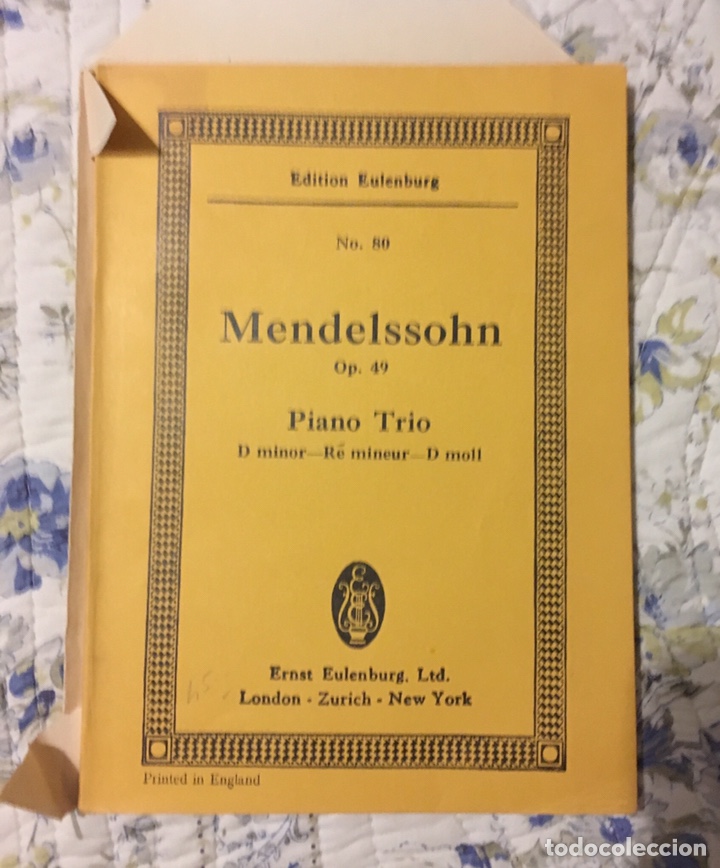 Edition Eulenburg
No. 80
Mendelssohn
Op. 49
Piano Trio
D minor—Ré mineur—D moll
Ernst Eulenburg, Ltd.
London - Zurich - New York
Printed in England
todocoleccion